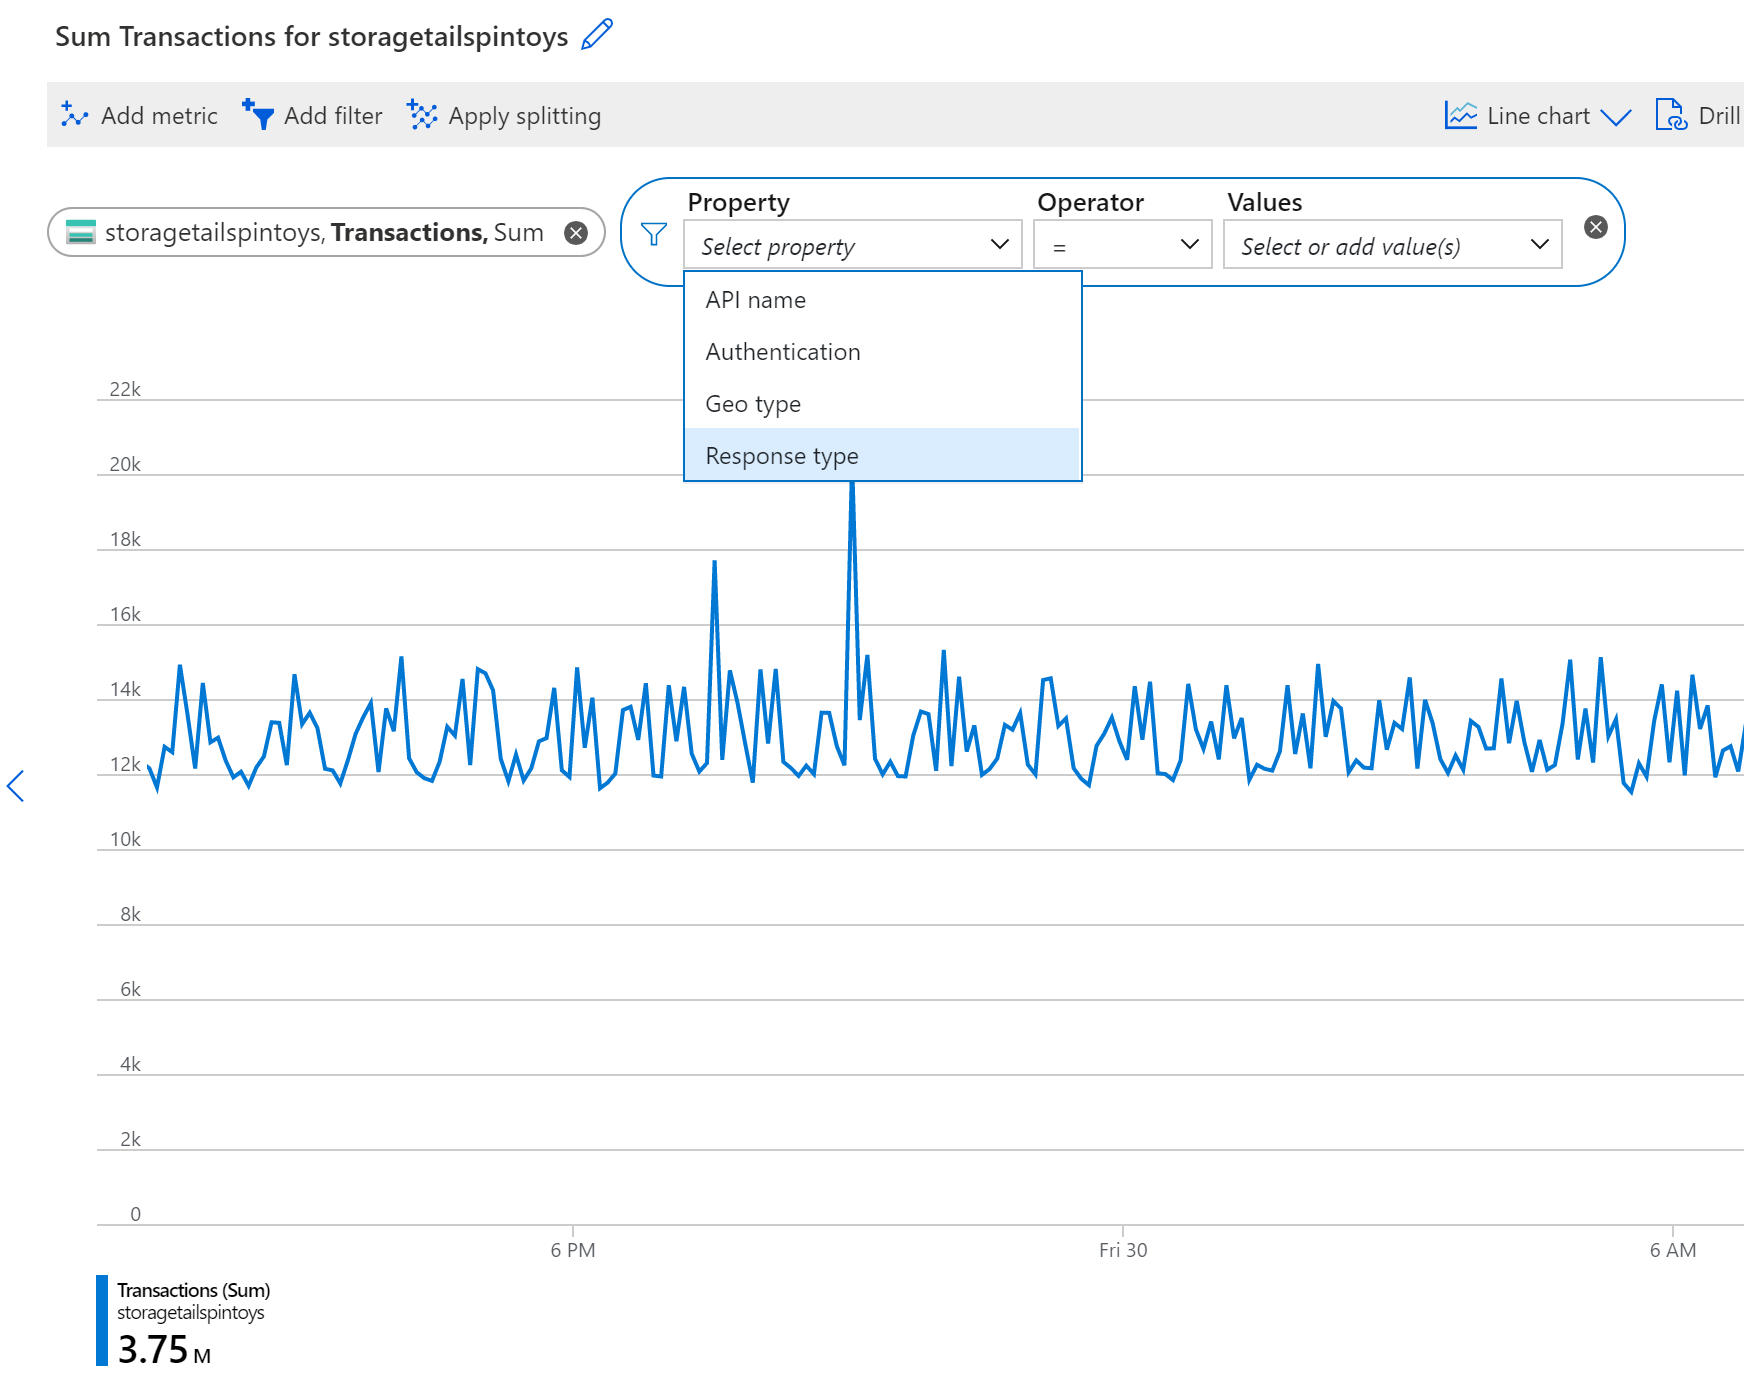 Sum Transactions for storagetailspintoys
Add metric Add filter Apply splitting Line chart Drill
storagetailspintoys, Transactions, Sum
Property Operator Values
Select property = Select or add value(s)
API name
Authentication
Geo type
Response type
22k
20k
18k
16k
14k
12k
10k
8k
6k
4k
2k
0
6 PM Fri 30 6 AM
Transactions (Sum)
storagetailspintoys
3.75 M